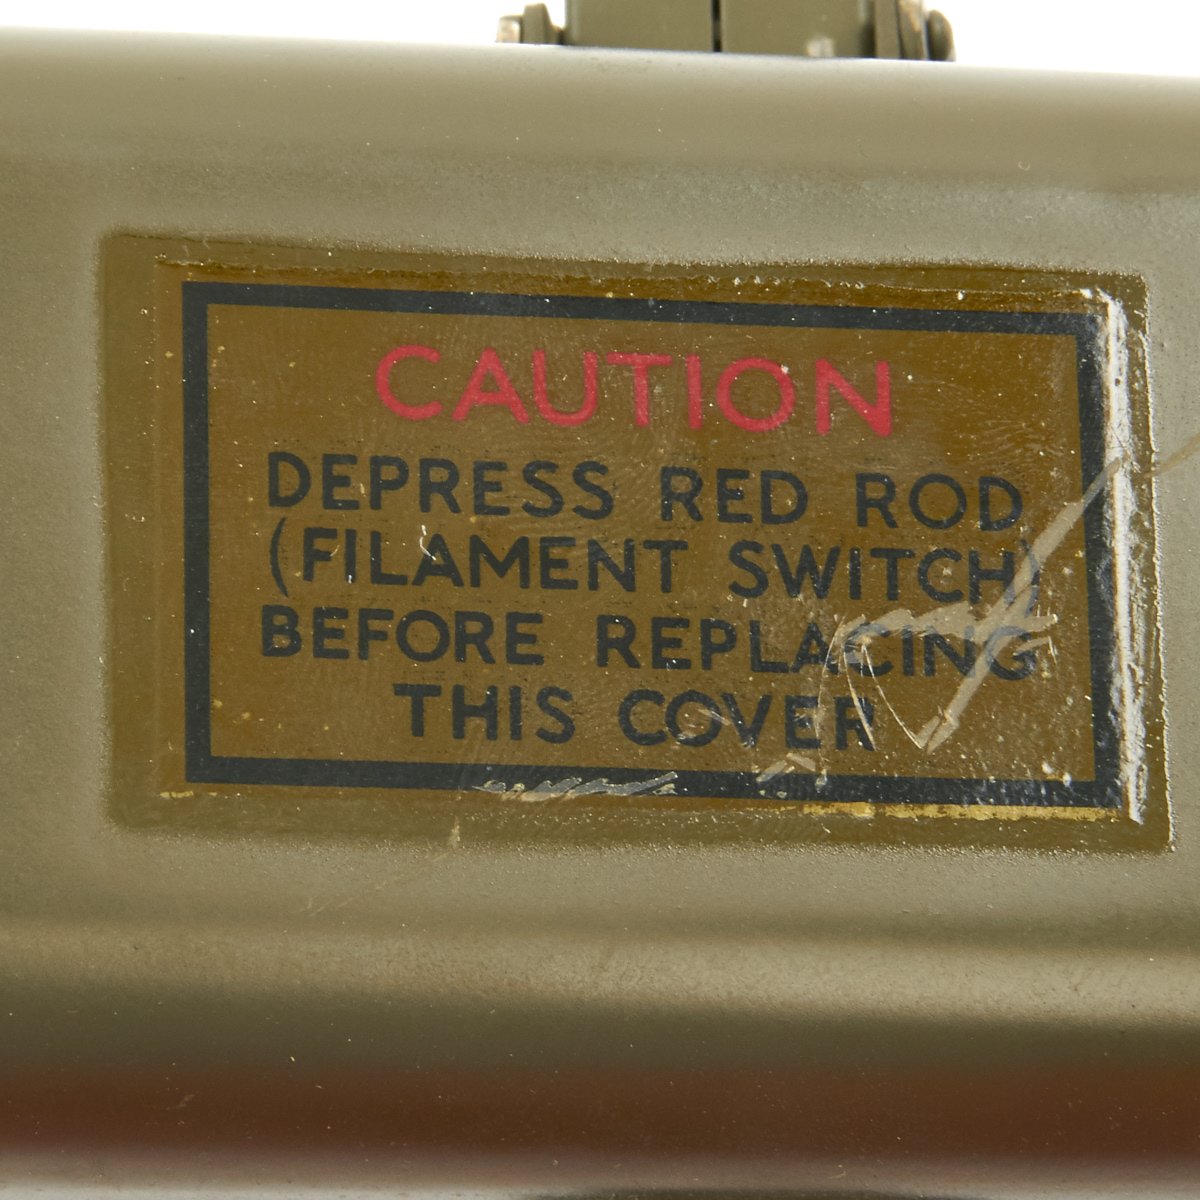 CAUTION
DEPRESS RED ROD
(FILAMENT SWITCH)
BEFORE REPLACING
THIS COVER